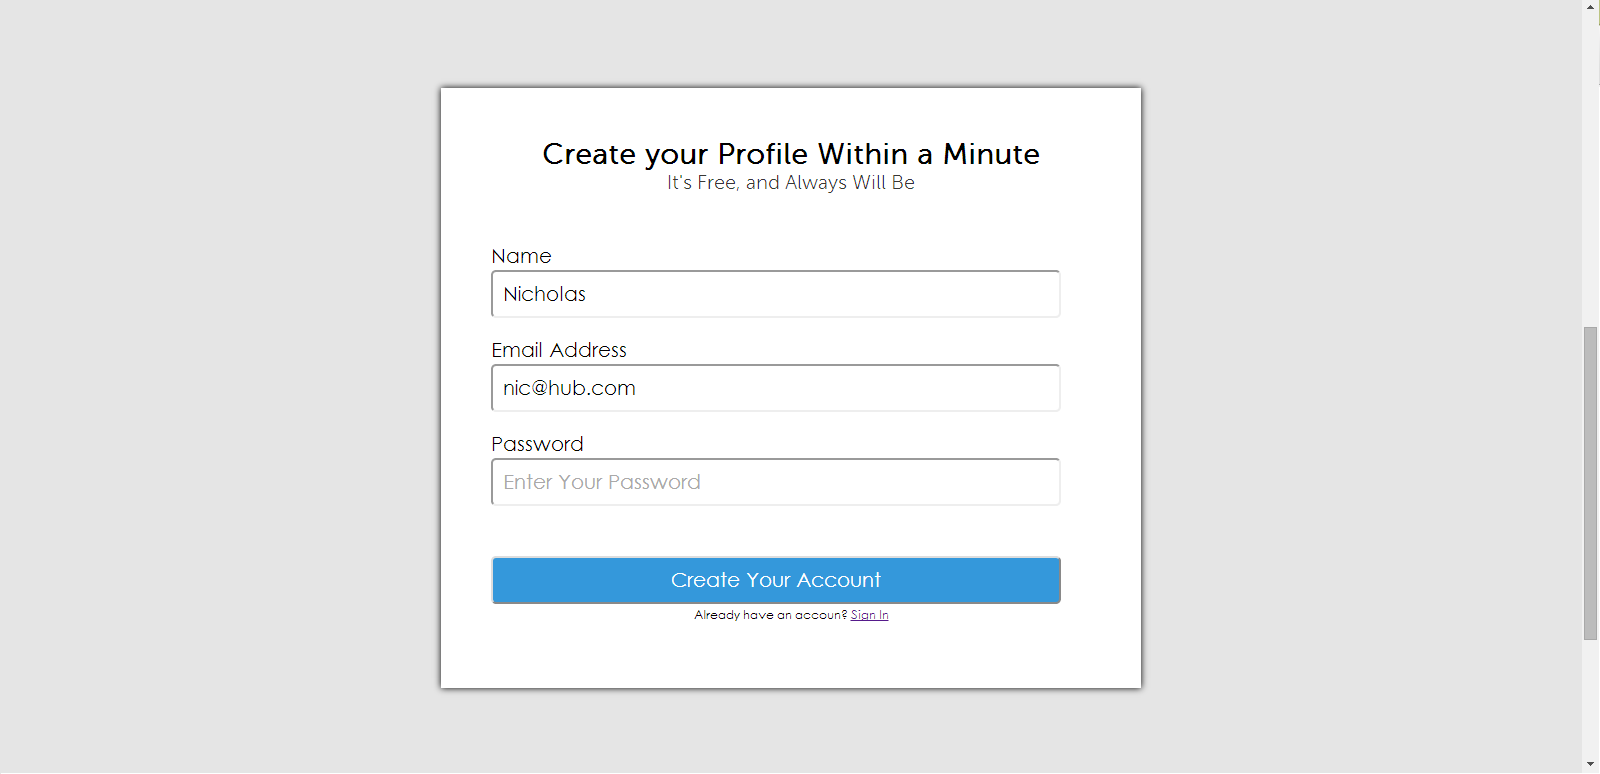 Create your Profile Within a Minute
It's Free, and Always Will Be
Name
Nicholas
Email Address
nic@hub.com
Password
Enter Your Password
Create Your Account
Already have an accoun? Sign In